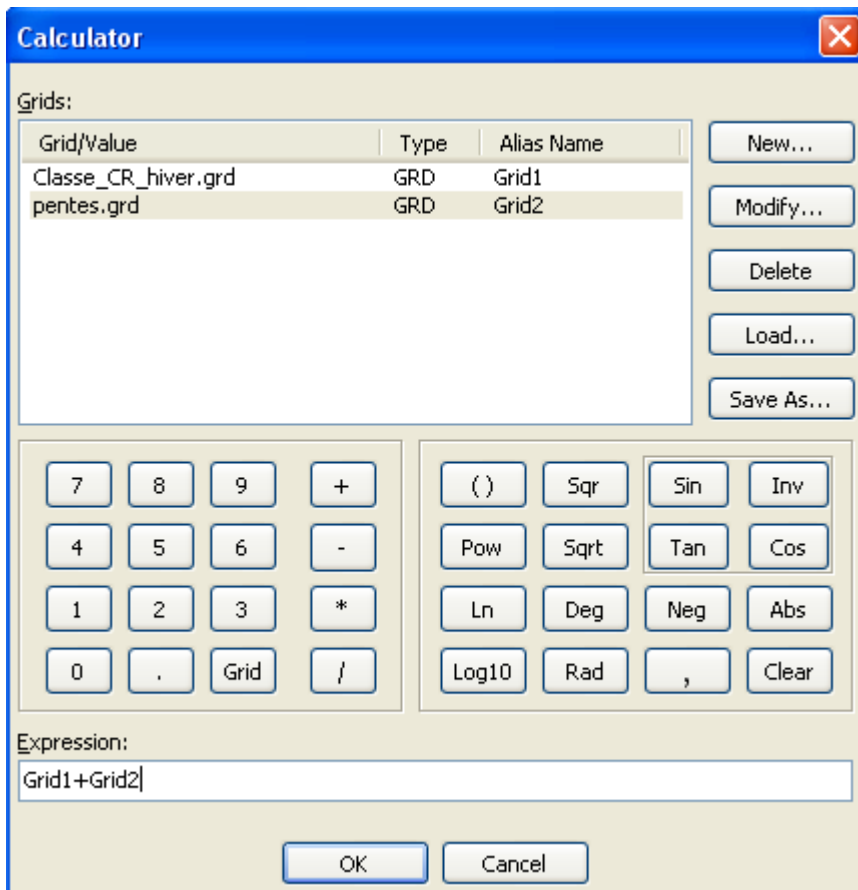 Calculator
Grids:
Grid/Value Type Alias Name
Classe_CR_hiver.grd GRD Grid1
pentes.grd GRD Grid2
New...
Modify...
Delete
Load...
Save As...
7 8 9 +
4 5 6 -
1 2 3 *
0 . Grid /
( ) Sqr Sin Inv
Pow Sqrt Tan Cos
Ln Deg Neg Abs
Log10 Rad , Clear
Expression:
Grid1+Grid2
OK Cancel